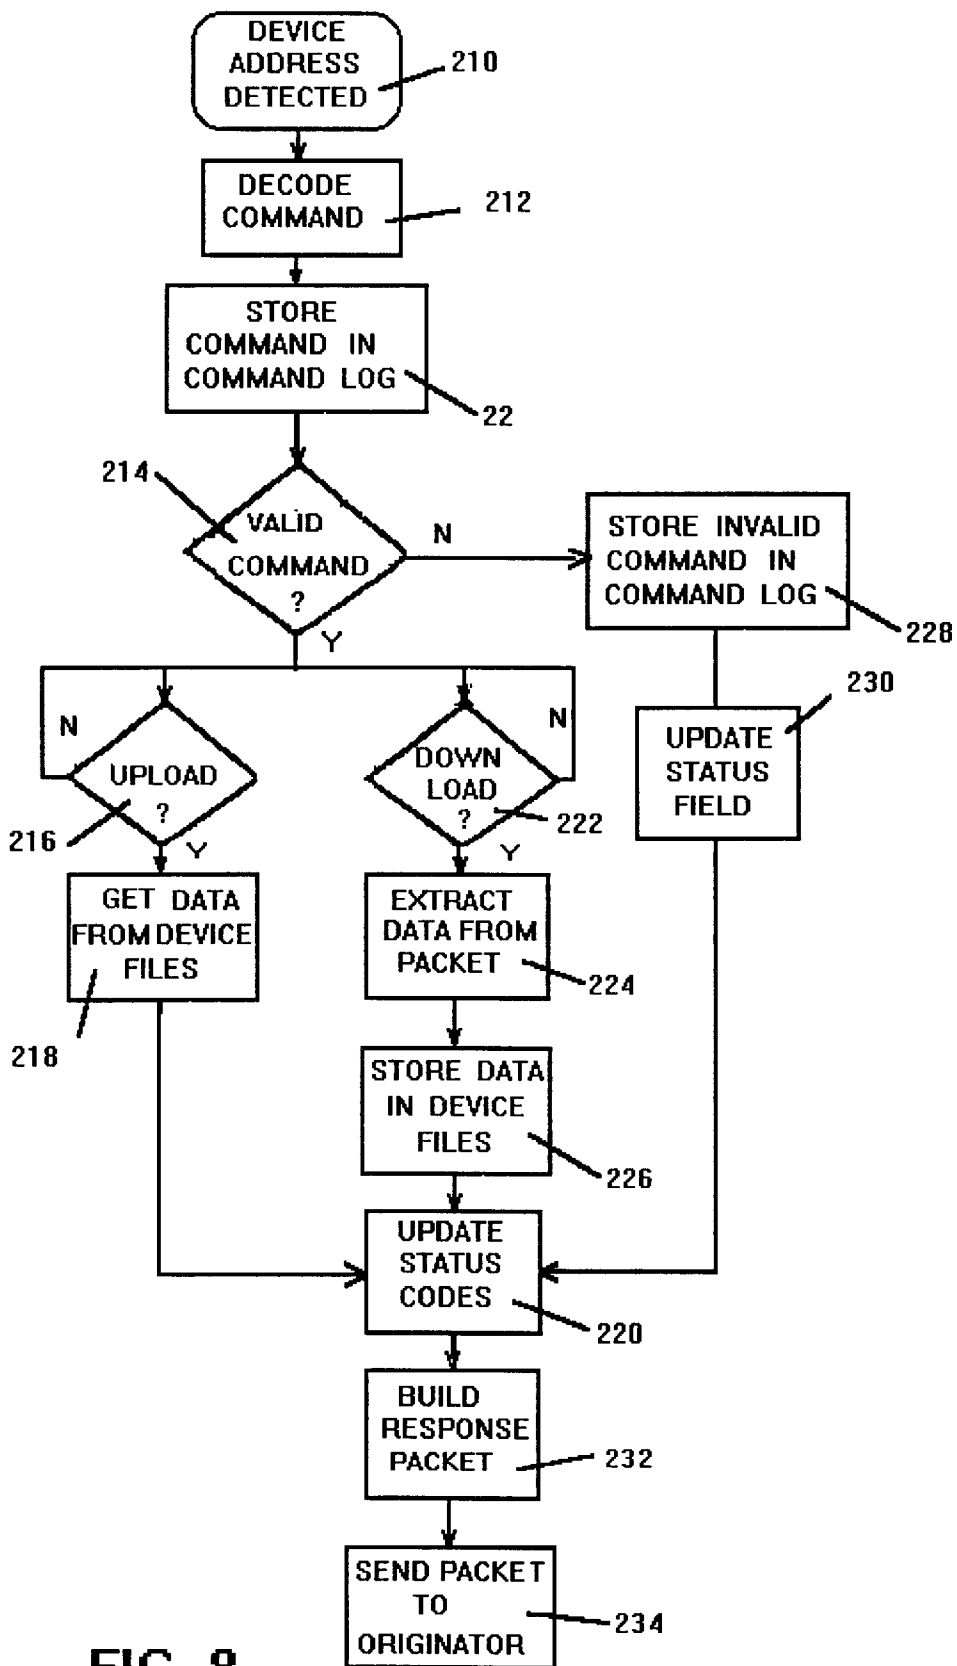 DEVICE
ADDRESS
DETECTED
210
DECODE
COMMAND
212
STORE
COMMAND IN
COMMAND LOG
22
214
VALID
COMMAND
?
N
Y
STORE INVALID
COMMAND IN
COMMAND LOG
228
230
UPDATE
STATUS
FIELD
N
UPLOAD
?
216
Y
N
DOWN
LOAD
?
222
Y
GET DATA
FROM DEVICE
FILES
218
EXTRACT
DATA FROM
PACKET
224
STORE DATA
IN DEVICE
FILES
226
UPDATE
STATUS
CODES
220
BUILD
RESPONSE
PACKET
232
SEND PACKET
TO
ORIGINATOR
234